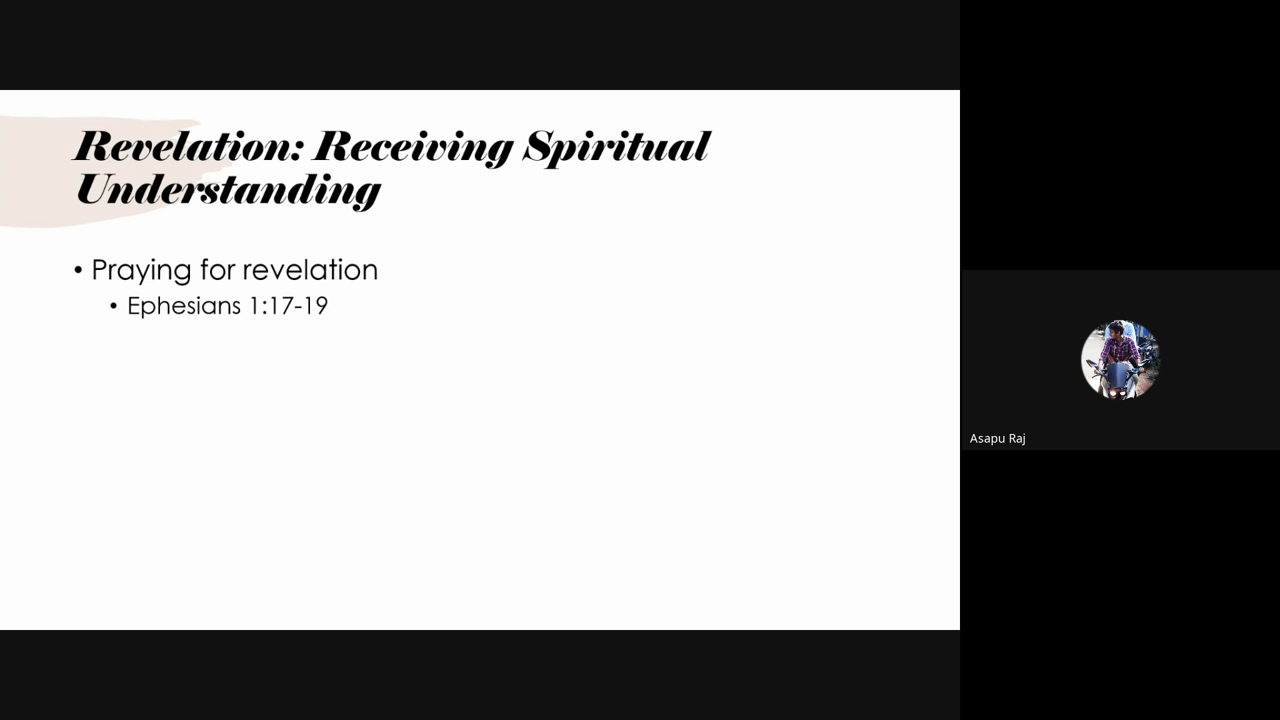 Revelation: Receiving Spiritual
Understanding
• Praying for revelation
• Ephesians 1:17-19
Asapu Raj